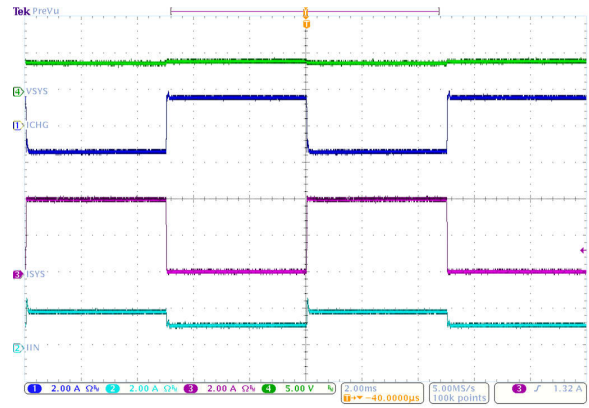 Tek PreVu
T
T
4 VSYS
1 ICHG
3 ISYS
2 IIN
1 2.00 A Ω 2 2.00 A Ω 3 2.00 A Ω 4 5.00 V 2.00ms 5.00MS/s 3 1.32 A
T -40.0000µs 100k points